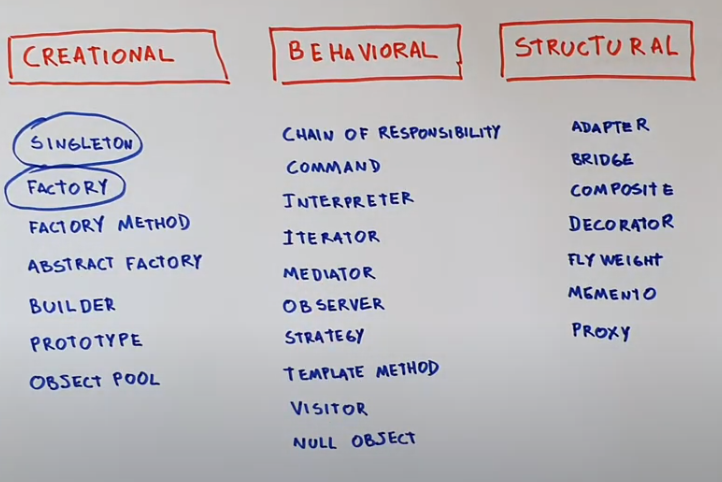 CREATIONAL
SINGLETON
FACTORY
FACTORY METHOD
ABSTRACT FACTORY
BUILDER
PROTOTYPE
OBJECT POOL
BEHAVIORAL
CHAIN OF RESPONSIBILITY
COMMAND
INTERPRETER
ITERATOR
MEDIATOR
OBSERVER
STRATEGY
TEMPLATE METHOD
VISITOR
NULL OBJECT
STRUCTURAL
ADAPTER
BRIDGE
COMPOSITE
DECORATOR
FLY WEIGHT
MEMENTO
PROXY